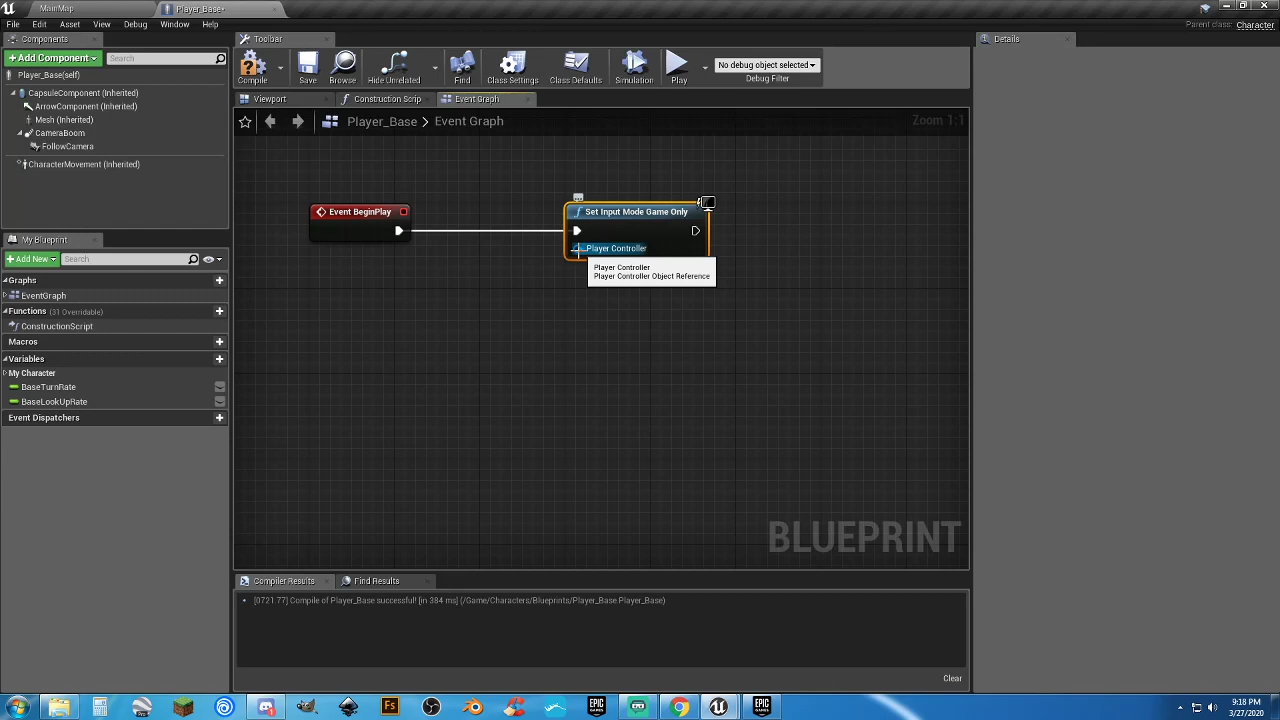 MainMap
Player_Base*
File Edit Asset View Debug Window Help
Parent class: Character
Components
Toolbar
Details
Add Component
Search
Player_Base(self)
CapsuleComponent (Inherited)
ArrowComponent (Inherited)
Mesh (Inherited)
CameraBoom
FollowCamera
CharacterMovement (Inherited)
Compile
Save
Browse
Hide Unrelated
Find
Class Settings
Class Defaults
Simulation
Play
No debug object selected
Debug Filter
Viewport
Construction Scrip
Event Graph
Player_Base > Event Graph
Zoom 1:1
Event BeginPlay
Set Input Mode Game Only
Player Controller
Player Controller
Player Controller Object Reference
BLUEPRINT
My Blueprint
Add New
Search
Graphs
EventGraph
Functions (31 Overridable)
ConstructionScript
Macros
Variables
My Character
BaseTurnRate
BaseLookUpRate
Event Dispatchers
Compiler Results
Find Results
[0721.77] Compile of Player_Base successful! [in 384 ms] (/Game/Characters/Blueprints/Player_Base.Player_Base)
Clear
Fs
EPIC
GAMES
EPIC
GAMES
9:18 PM
3/27/2020